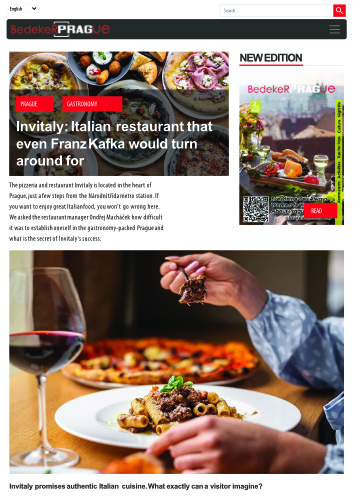 English
Search...
BedekeR PRAGuE
PRAGUE
GASTRONOMY
Invitaly: Italian restaurant that
even Franz Kafka would turn
around for
The pizzeria and restaurant Invitaly is located in the heart of
Prague, just a few steps from the Národní třída metro station. If
you want to enjoy great Italian food, you won't go wrong here.
We asked the restaurant manager Ondřej Macháček how difficult
it was to establish oneself in the gastronomy-packed Prague and
what is the secret of Invitaly's success.
NEW EDITION
BedekeR PRAGuE
READ
Invitaly promises authentic Italian cuisine. What exactly can a visitor imagine?